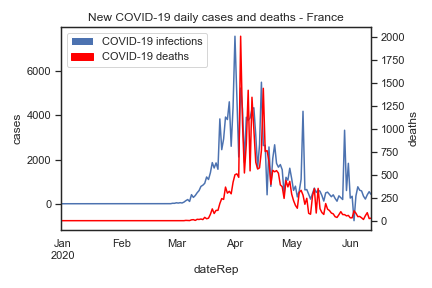 New COVID-19 daily cases and deaths - France
COVID-19 infections
COVID-19 deaths
cases
6000
4000
2000
0
deaths
2000
1750
1500
1250
1000
750
500
250
0
Jan
2020
Feb
Mar
Apr
May
Jun
dateRep